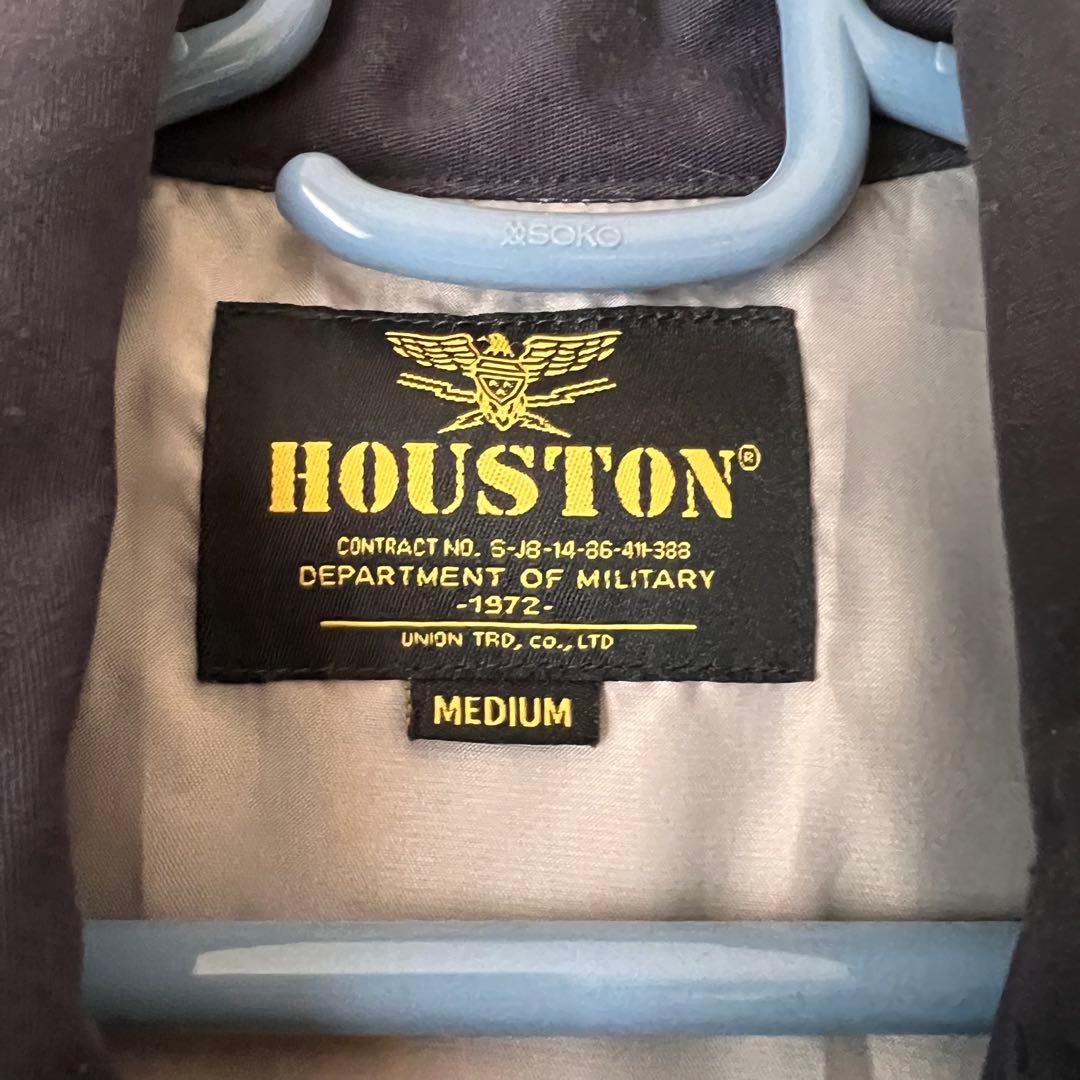 SOKO
HOUSTON®
CONTRACT NO. S-J8-14-86-411-388
DEPARTMENT OF MILITARY
-1972-
UNION TRD, CO., LTD
MEDIUM